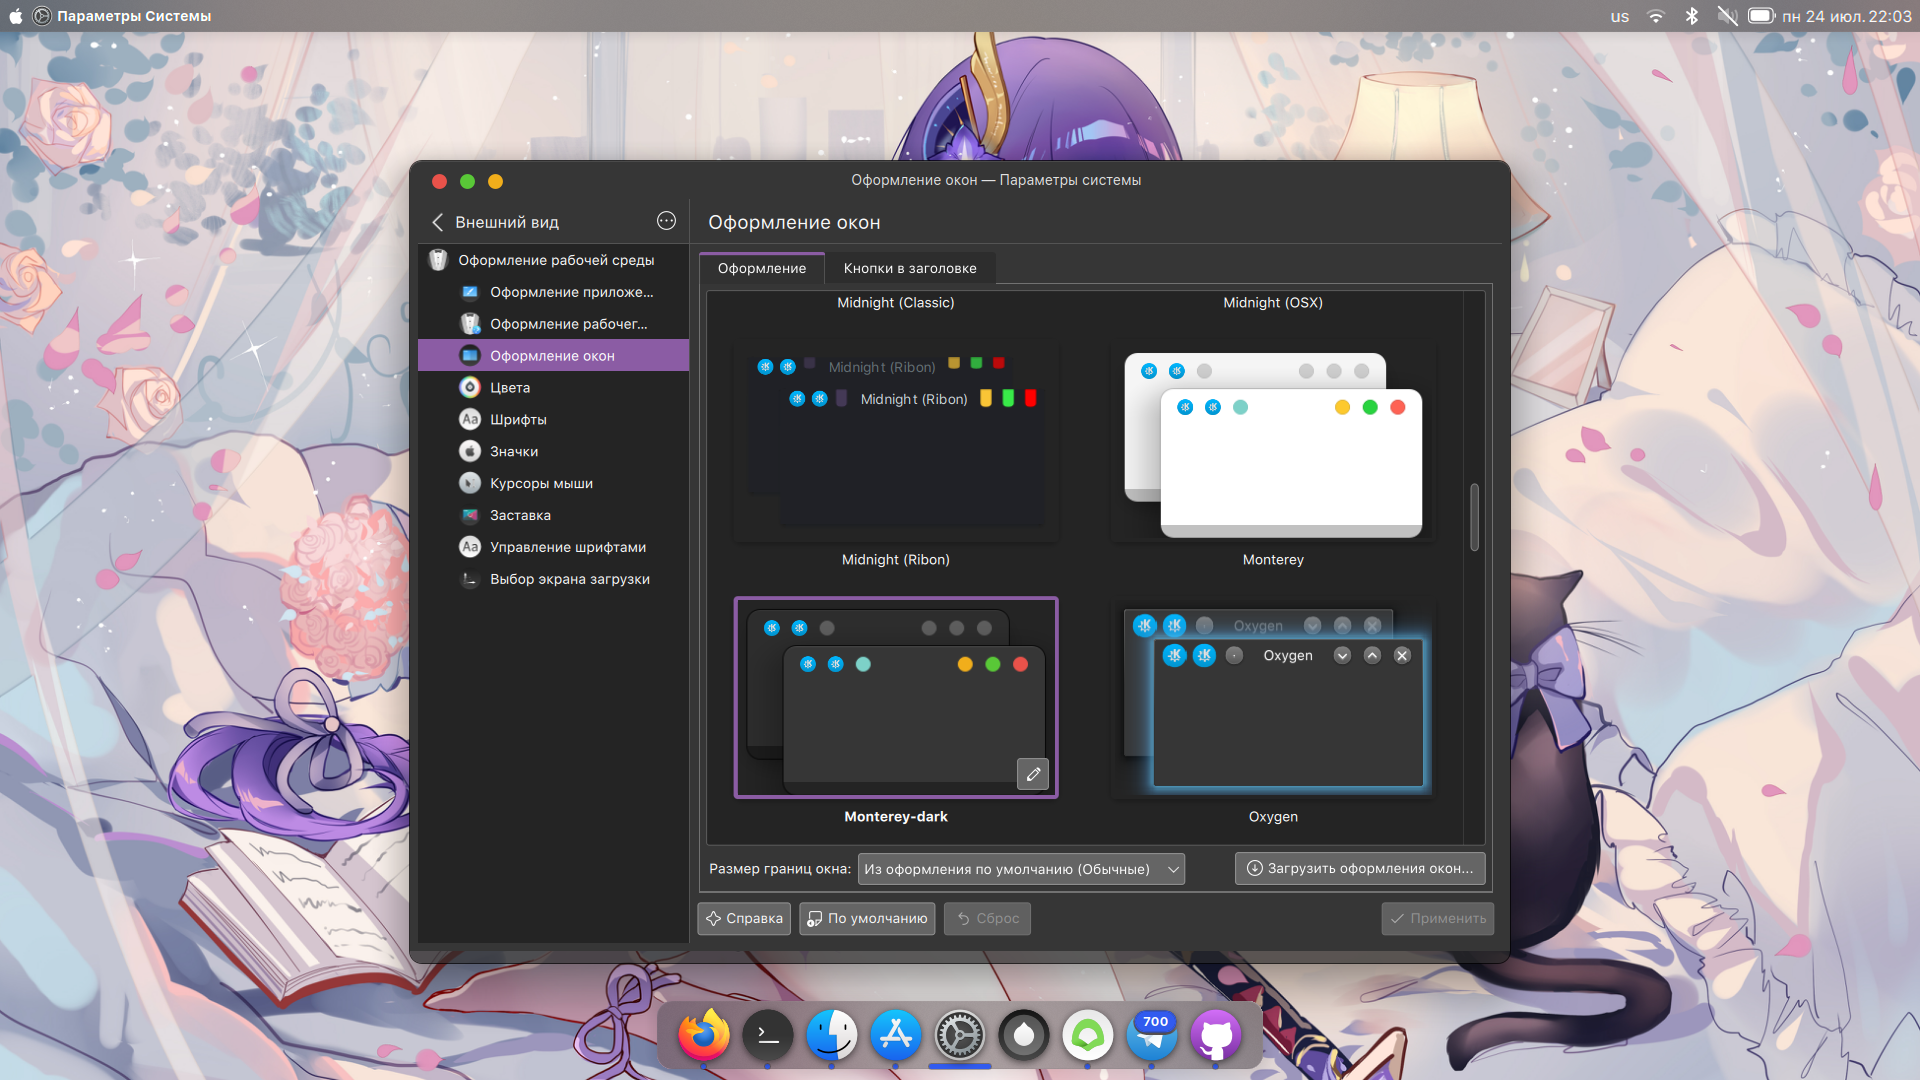 Параметры Системы
us
пн 24 июл. 22:03
Оформление окон — Параметры системы
Внешний вид
Оформление окон
Оформление рабочей среды
Оформление приложе...
Оформление рабочег...
Оформление окон
Цвета
Aa Шрифты
Значки
Курсоры мыши
Заставка
Aa Управление шрифтами
Выбор экрана загрузки
Оформление
Кнопки в заголовке
Midnight (Classic)
Midnight (OSX)
Midnight (Ribon)
Midnight (Ribon)
Midnight (Ribon)
Monterey
Oxygen
Oxygen
Monterey-dark
Oxygen
Размер границ окна:
Из оформления по умолчанию (Обычные)
Загрузить оформления окон...
Справка
По умолчанию
Сброс
Применить
700